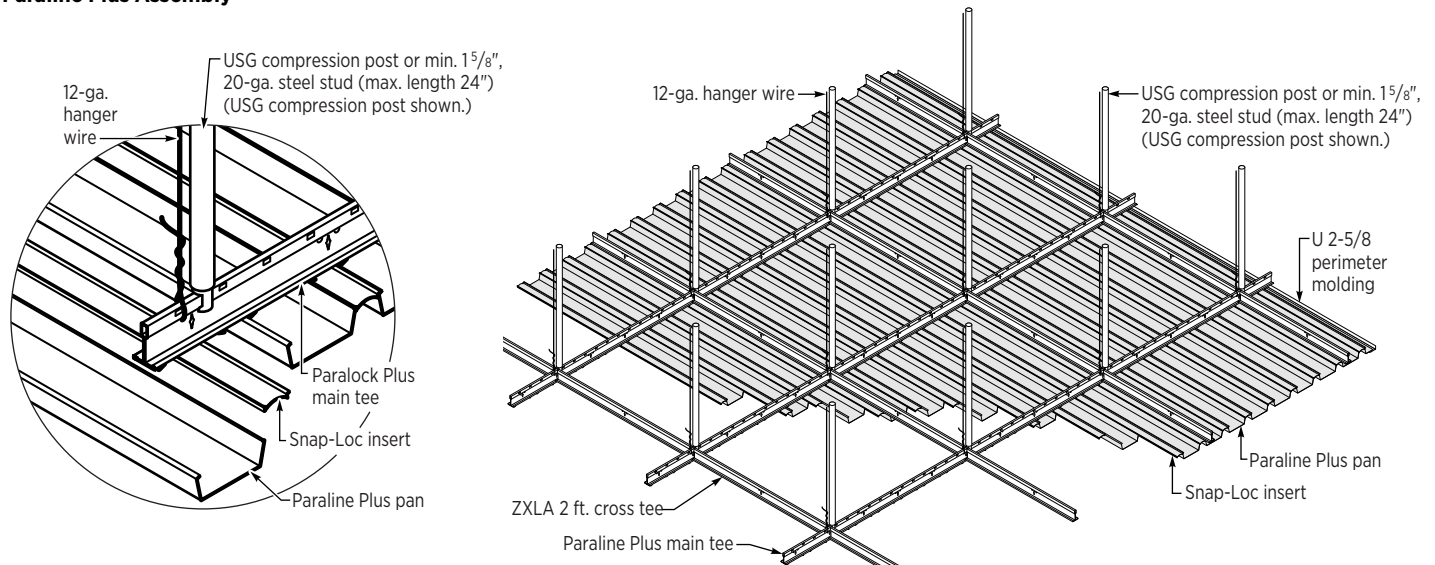 Paraline Plus Assembly
USG compression post or min. 1 5/8",
20-ga. steel stud (max. length 24")
(USG compression post shown.)
12-ga.
hanger
wire
Paralock Plus
main tee
Snap-Loc insert
Paraline Plus pan
12-ga. hanger wire
USG compression post or min. 1 5/8",
20-ga. steel stud (max. length 24")
(USG compression post shown.)
U 2-5/8
perimeter
molding
Paraline Plus pan
Snap-Loc insert
ZXLA 2 ft. cross tee
Paraline Plus main tee